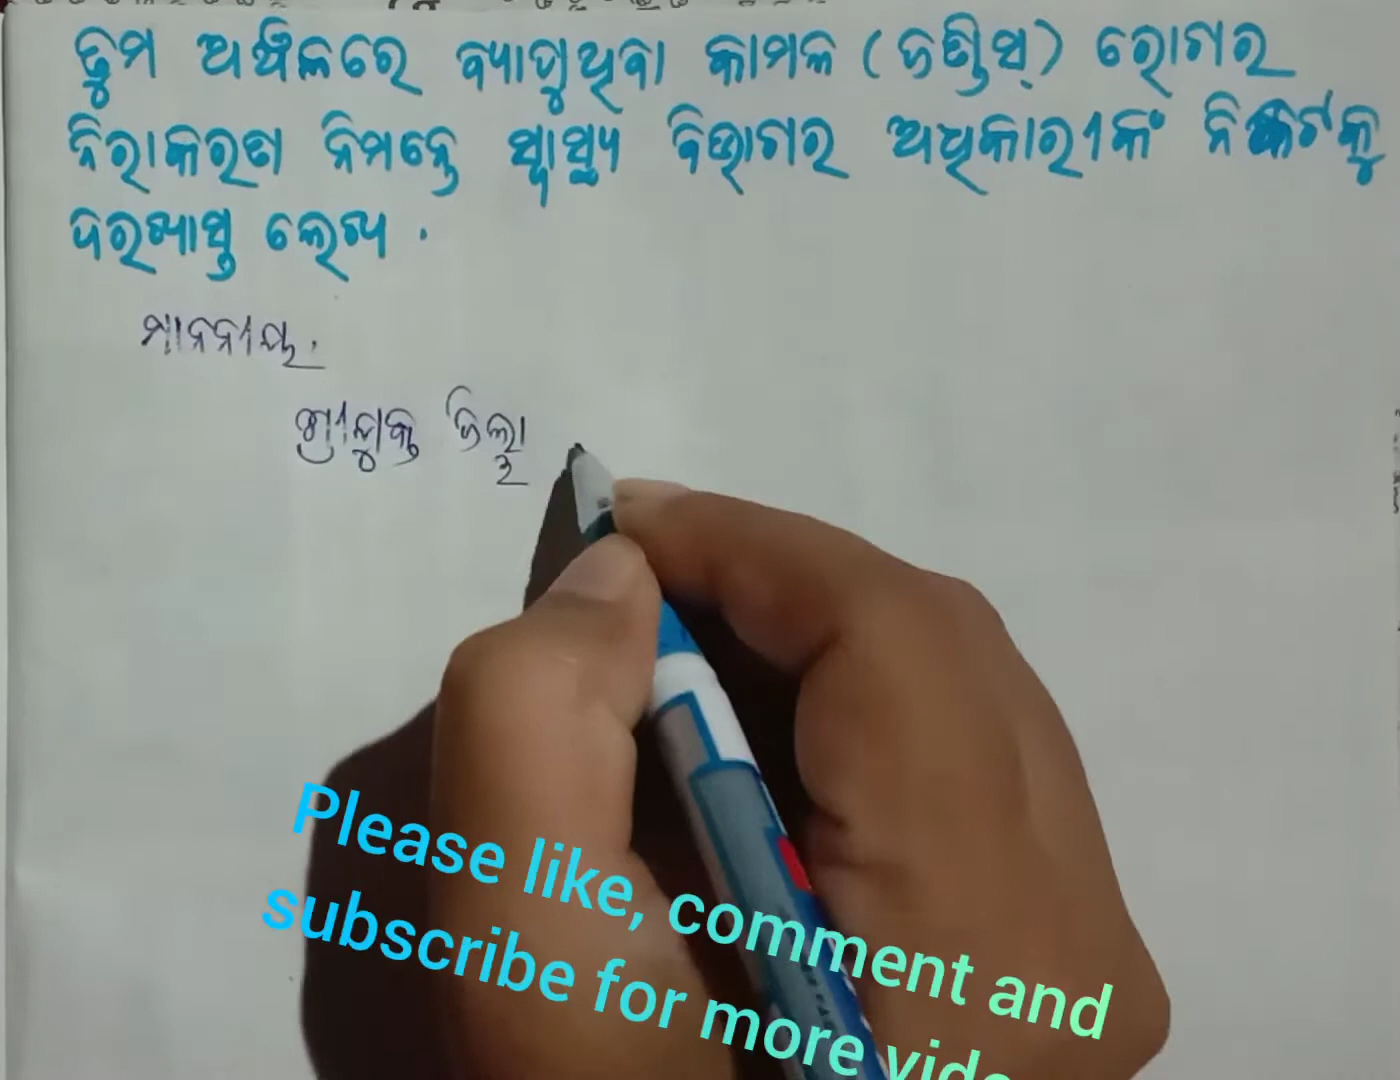 ତୁମ ଅଞ୍ଚଳରେ ବ୍ୟାପୁଥିବା କାମଳ (ଜଣ୍ଡିସ୍) ରୋଗର
ନିରାକରଣ ନିମନ୍ତେ ସ୍ୱାସ୍ଥ୍ୟ ବିଭାଗର ଅଧିକାରୀକଂ ନିକଟକୁ
ଦରଖାସ୍ତ ଲେଖ .
ମାନନୀୟ.
ଶ୍ରୀଯୁକ୍ତ ଜିଲ୍ଲା
Please like, comment and
subscribe for more